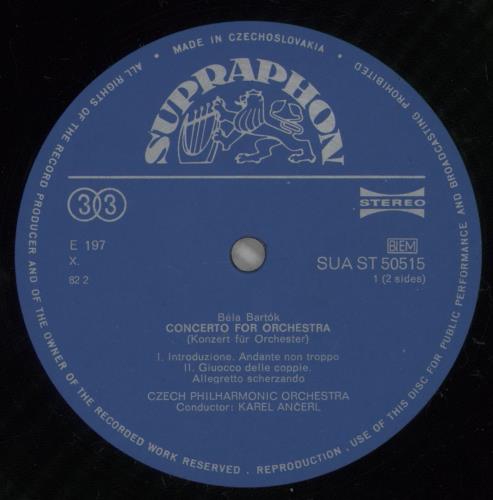 ALL RIGHTS OF THE RECORD PRODUCER AND OF THE OWNER OF THE RECORDED WORK RESERVED . REPRODUCTION . USE OF THIS DISC FOR PUBLIC PERFORMANCE AND BROADCASTING PROHIBITED
• MADE IN CZECHOSLOVAKIA •
SUPRAPHON
33
STEREO
E 197
X.
82 2
BIEM
SUA ST 50515
1 (2 sides)
Béla Bartók
CONCERTO FOR ORCHESTRA
(Konzert für Orchester)
I. Introduzione. Andante non troppo
II. Giuocco delle coppie.
Allegretto scherzando
CZECH PHILHARMONIC ORCHESTRA
Conductor: KAREL ANČERL